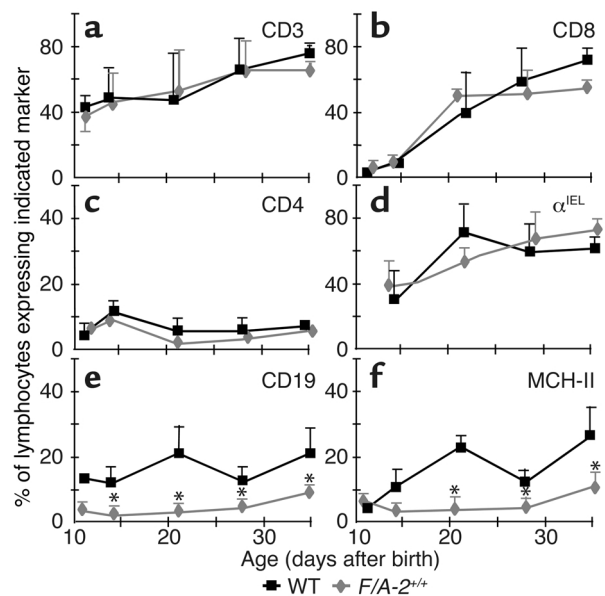 % of lymphocytes expressing indicated marker
a CD3
80
40
0
b CD8
80
40
0
c CD4
40
20
0
d αIEL
80
40
0
e CD19
40
20
0
* * * *
10 20 30
f MCH-II
40
20
0
* * *
10 20 30
Age (days after birth)
WT F/A-2+/+